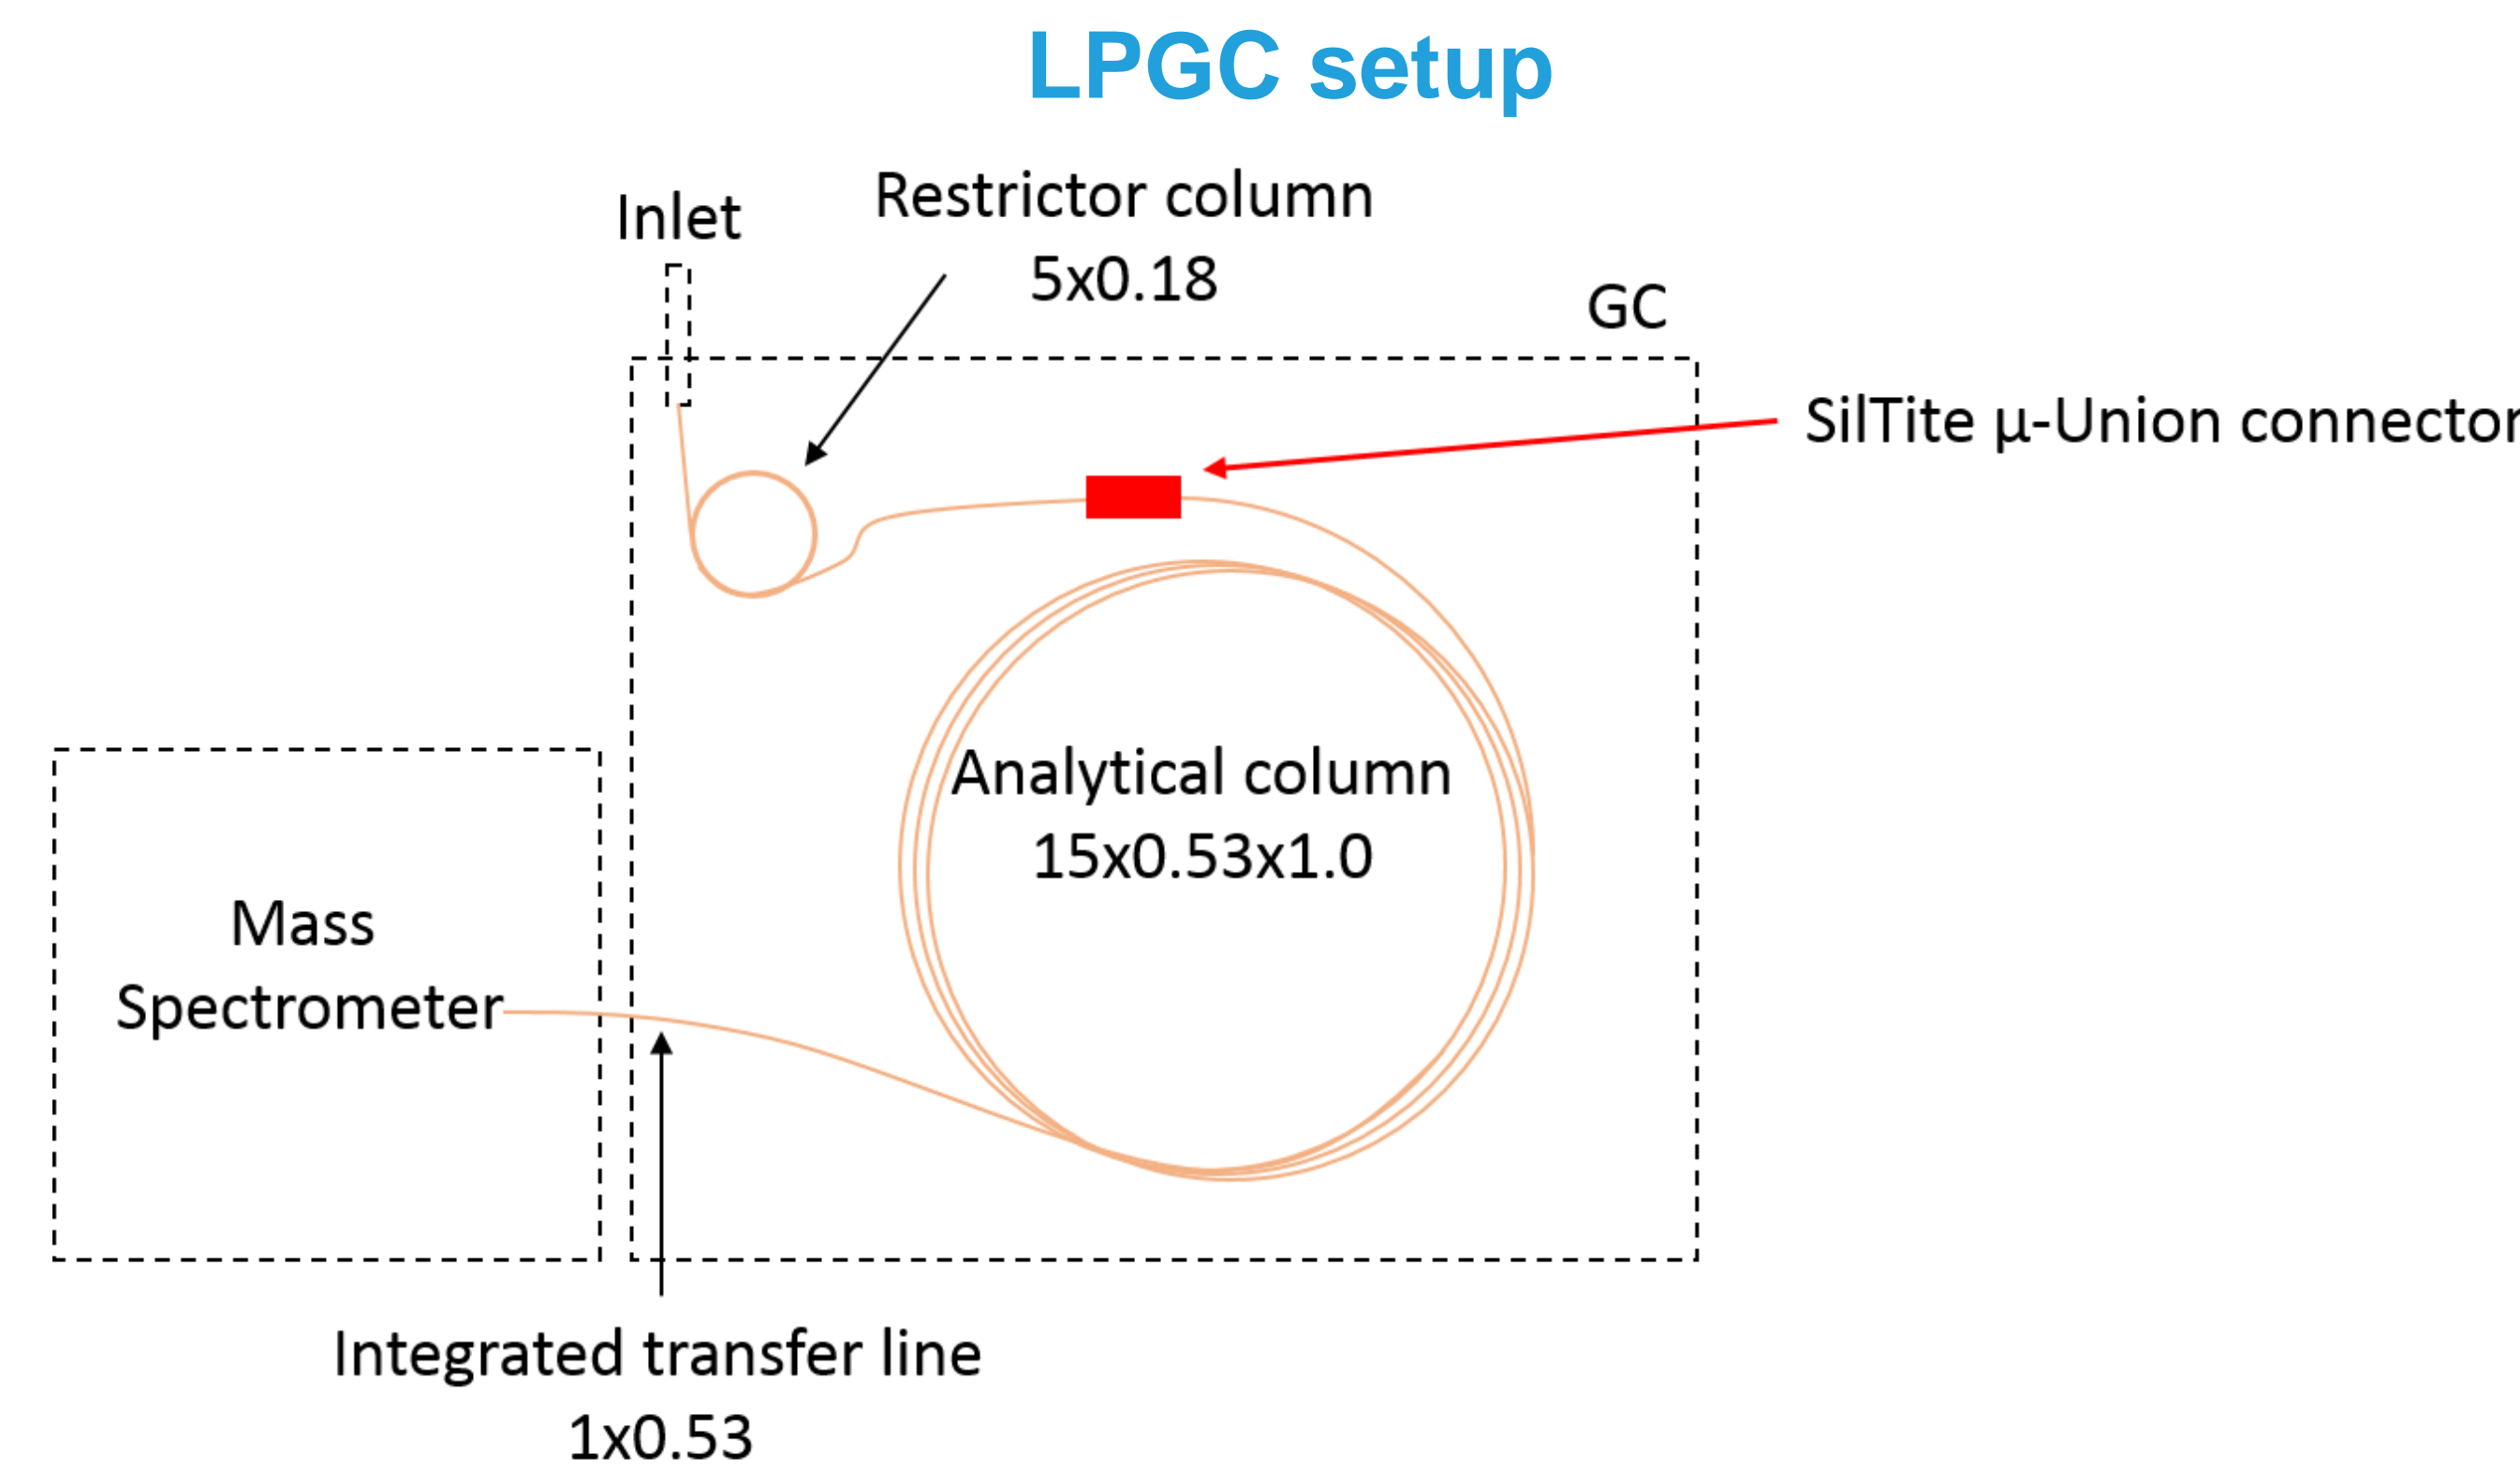 LPGC setup
Inlet
Restrictor column
5x0.18
GC
SilTite μ-Union connector
Analytical column
15x0.53x1.0
Mass
Spectrometer
Integrated transfer line
1x0.53